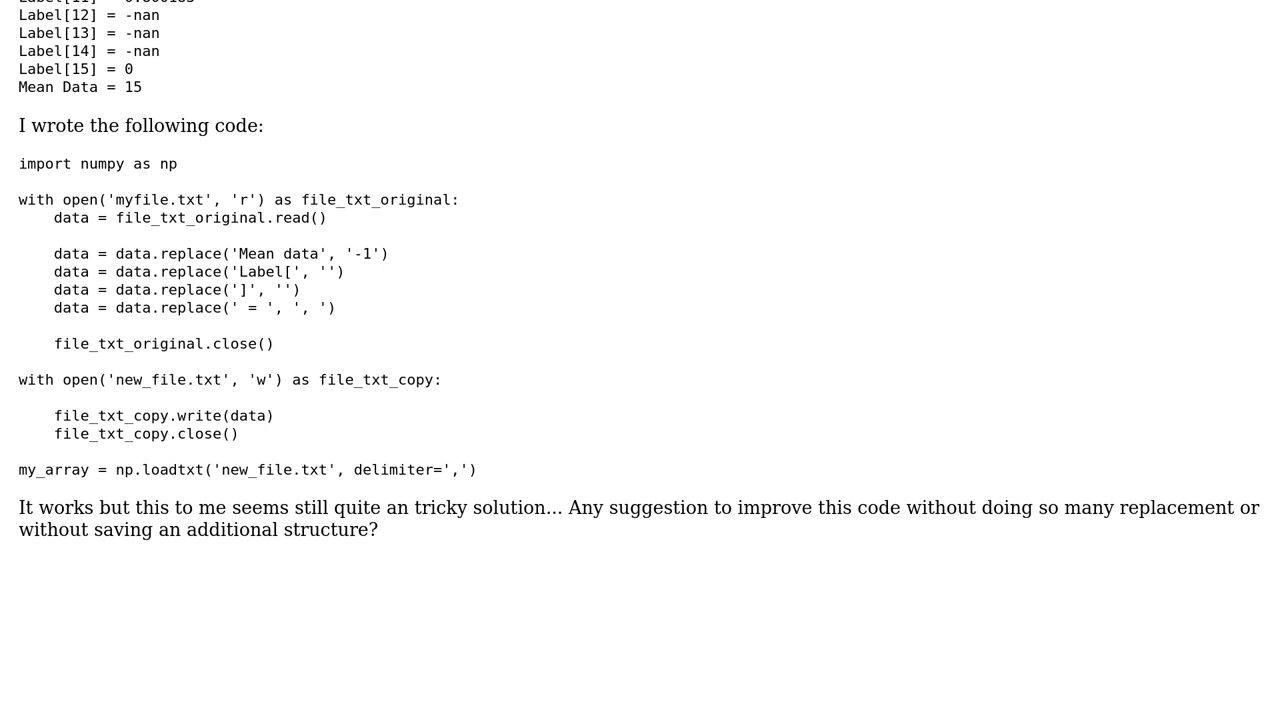 Label[12] = -nan
Label[13] = -nan
Label[14] = -nan
Label[15] = 0
Mean Data = 15
I wrote the following code:
import numpy as np
with open('myfile.txt', 'r') as file_txt_original:
    data = file_txt_original.read()
    data = data.replace('Mean data', '-1')
    data = data.replace('Label[', '')
    data = data.replace(']', '')
    data = data.replace(' = ', ', ')
    file_txt_original.close()
with open('new_file.txt', 'w') as file_txt_copy:
    file_txt_copy.write(data)
    file_txt_copy.close()
my_array = np.loadtxt('new_file.txt', delimiter=',')
It works but this to me seems still quite an tricky solution... Any suggestion to improve this code without doing so many replacement or
without saving an additional structure?